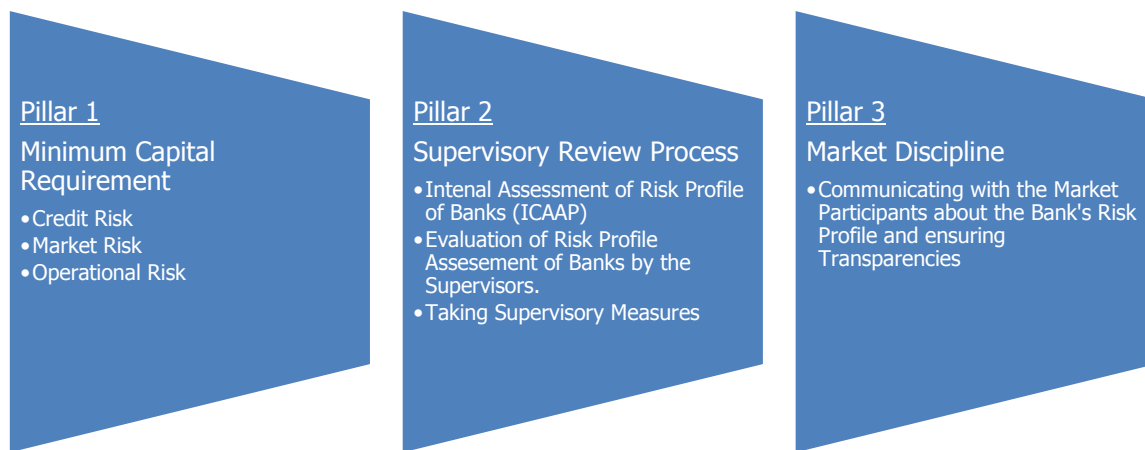 Pillar 1
Minimum Capital
Requirement
•Credit Risk
•Market Risk
•Operational Risk
Pillar 2
Supervisory Review Process
•Intenal Assessment of Risk Profile
of Banks (ICAAP)
•Evaluation of Risk Profile
Assesement of Banks by the
Supervisors.
•Taking Supervisory Measures
Pillar 3
Market Discipline
•Communicating with the Market
Participants about the Bank's Risk
Profile and ensuring
Transparencies